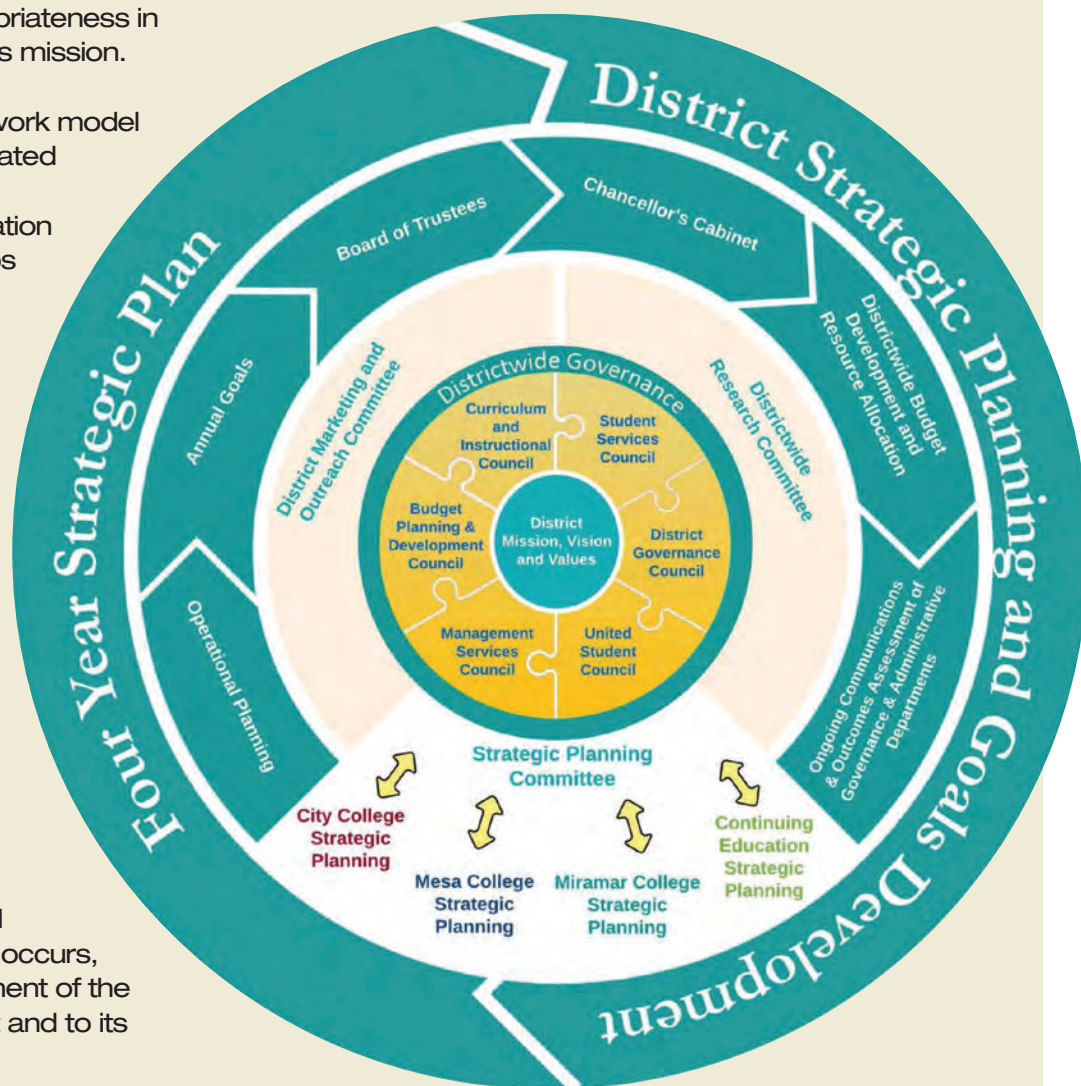 opriateness in
s mission.
work model
ated
ation
os
l
occurs,
ment of the
t and to its
Four Year Strategic Plan
District Strategic Planning and Goals Development
Operational Planning
Annual Goals
Board of Trustees
Chancellor's Cabinet
Districtwide Budget
Development and
Resource Allocation
Ongoing Communications
& Outcomes Assessment of
Governance & Administrative
Departments
District Marketing and
Outreach Committee
Districtwide
Research Committee
Districtwide Governance
Curriculum
and
Instructional
Council
Student
Services
Council
Budget
Planning &
Development
Council
District
Mission, Vision
and Values
District
Governance
Council
Management
Services
Council
United
Student
Council
Strategic Planning
Committee
City College
Strategic
Planning
Mesa College
Strategic
Planning
Miramar College
Strategic
Planning
Continuing
Education
Strategic
Planning